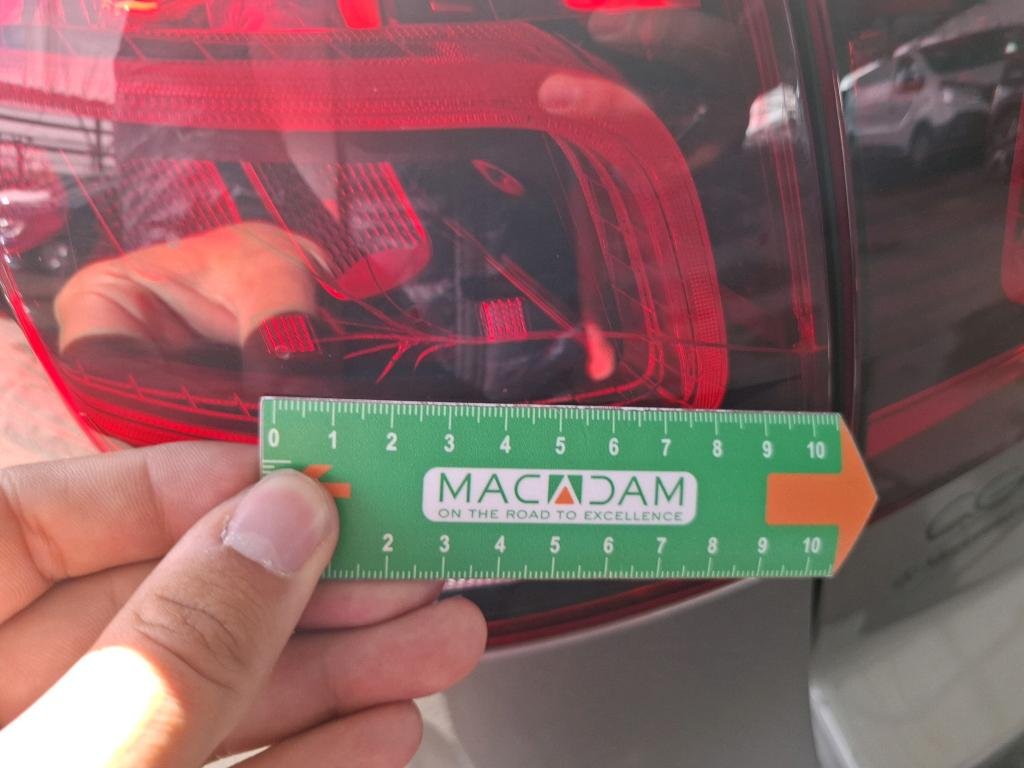 0 1 2 3 4 5 6 7 8 9 10
MACADAM
ON THE ROAD TO EXCELLENCE
2 3 4 5 6 7 8 9 10